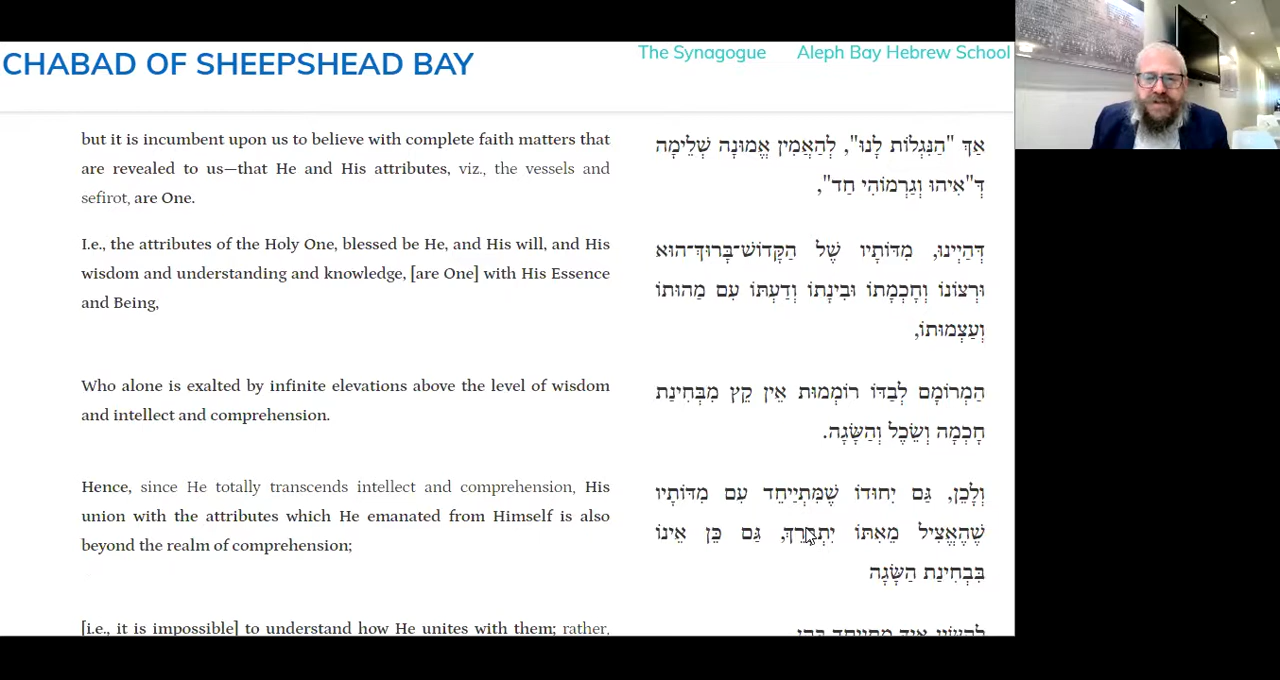 CHABAD OF SHEEPSHEAD BAY
The Synagogue Aleph Bay Hebrew School
but it is incumbent upon us to believe with complete faith matters that
are revealed to us—that He and His attributes, viz., the vessels and
sefirot, are One.
אַךְ "הַנִּגְלוֹת לָנוּ", לְהַאֲמִין אֱמוּנָה שְׁלֵימָה
דְּ"אִיהוּ וְגַרְמוֹהִי חַד",
I.e., the attributes of the Holy One, blessed be He, and His will, and His
wisdom and understanding and knowledge, [are One] with His Essence
and Being,
דְּהַיְינוּ, מִדּוֹתָיו שֶׁל הַקָּדוֹשׁ־בָּרוּךְ־הוּא
וּרְצוֹנוֹ וְחָכְמָתוֹ וּבִינָתוֹ וְדַעְתּוֹ עִם מַהוּתוֹ
וְעַצְמוּתוֹ,
Who alone is exalted by infinite elevations above the level of wisdom
and intellect and comprehension.
הַמְרוֹמָם לְבַדּוֹ רוֹמְמוּת אֵין קֵץ מִבְּחִינַת
חָכְמָה וְשֵׂכֶל וְהַשָּׂגָה.
Hence, since He totally transcends intellect and comprehension, His
union with the attributes which He emanated from Himself is also
beyond the realm of comprehension;
וְלָכֵן, גַּם יִחוּדוֹ שֶׁמִּתְיַיחֵד עִם מִדּוֹתָיו
שֶׁהֶאֱצִיל מֵאִתּוֹ יִתְבָּרֵךְ, גַּם כֵּן אֵינוֹ
בִּבְחִינַת הַשָּׂגָה
[i.e., it is impossible] to understand how He unites with them; rather,